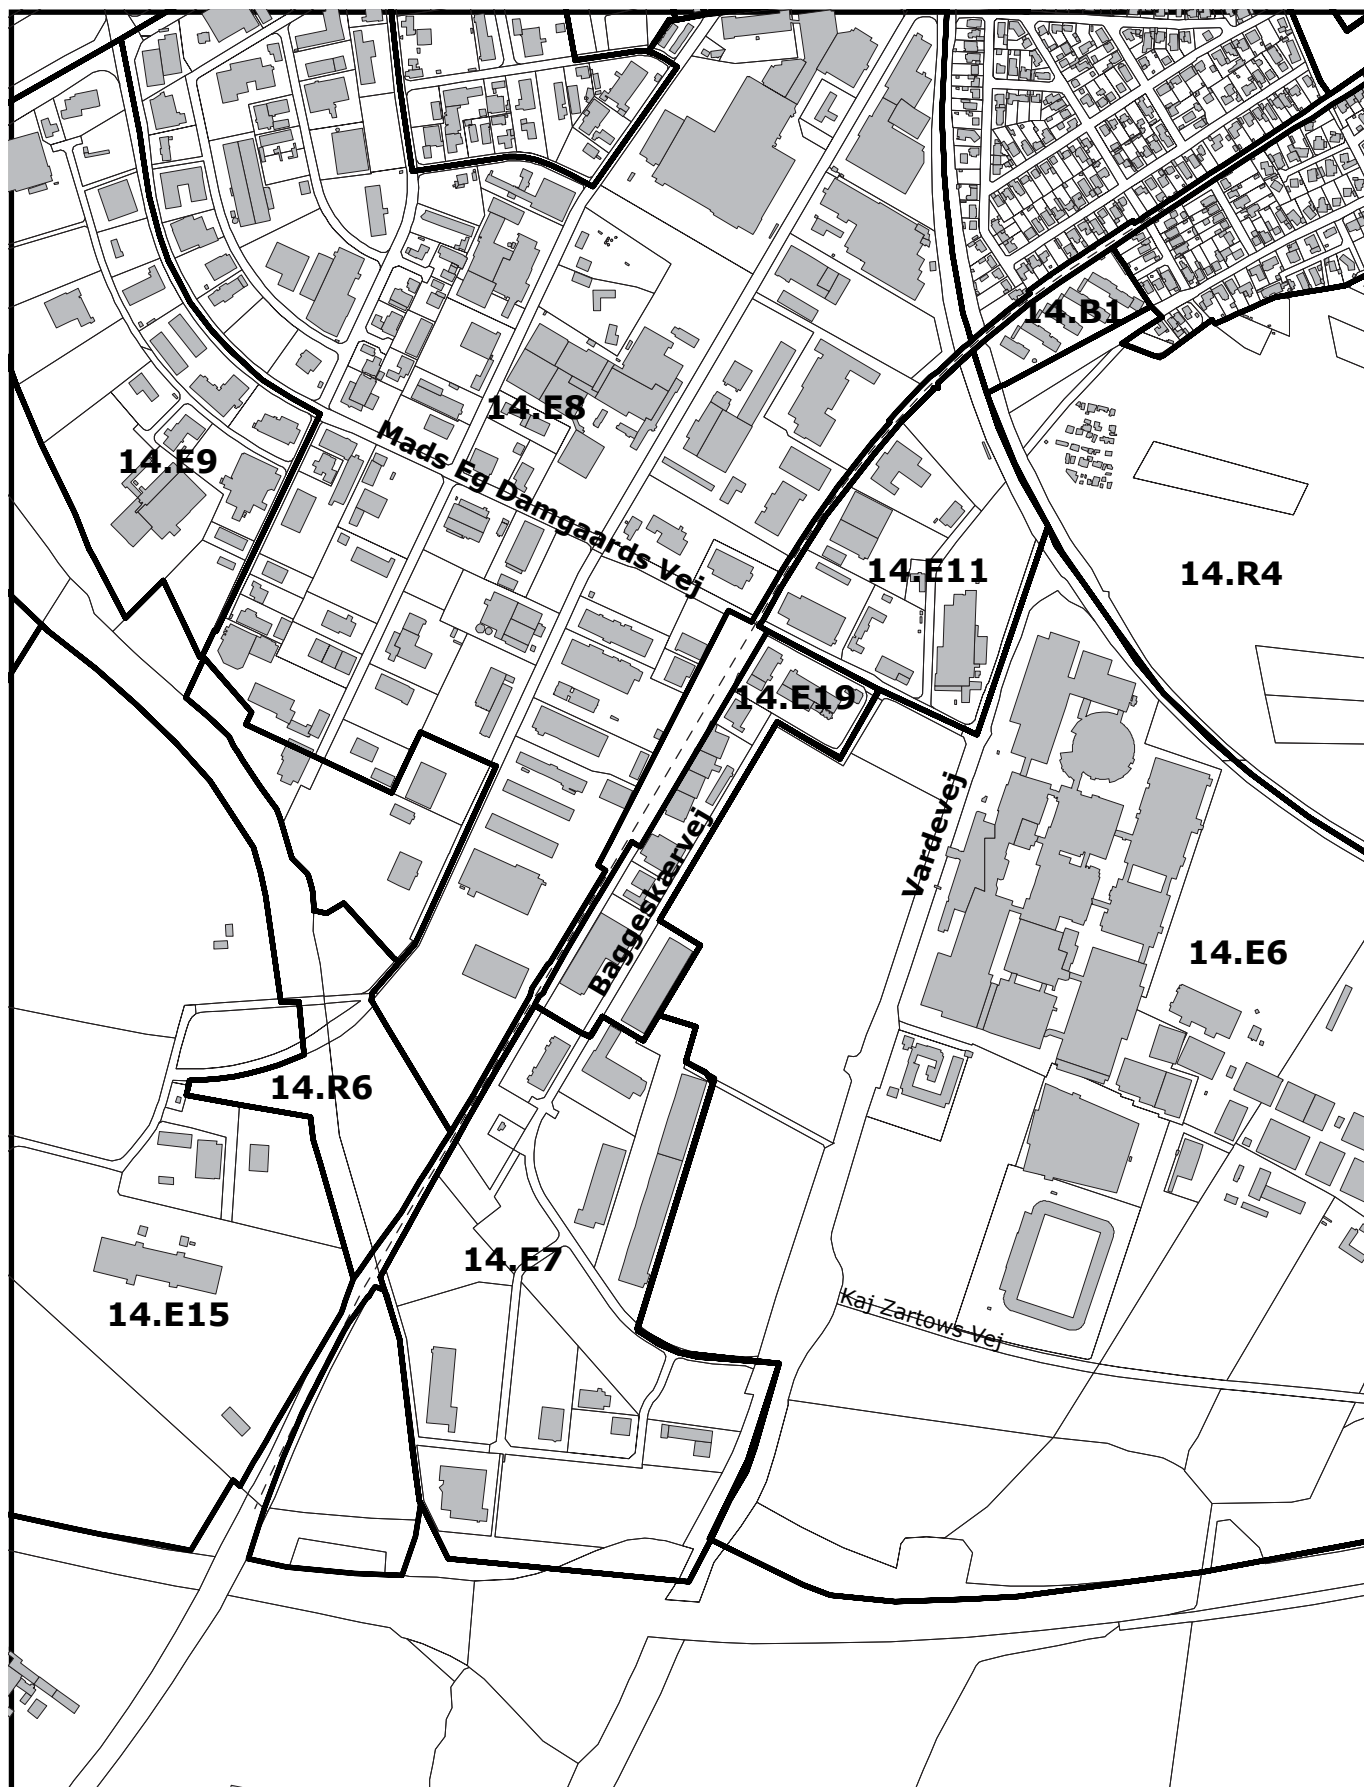 14.B1
14.E8
Mads Eg Damgaards Vej
14.E9
14.E11
14.R4
14.E19
Vardevej
Baggeskærvej
14.E6
14.R6
14.E7
14.E15
Kaj Zartows Vej